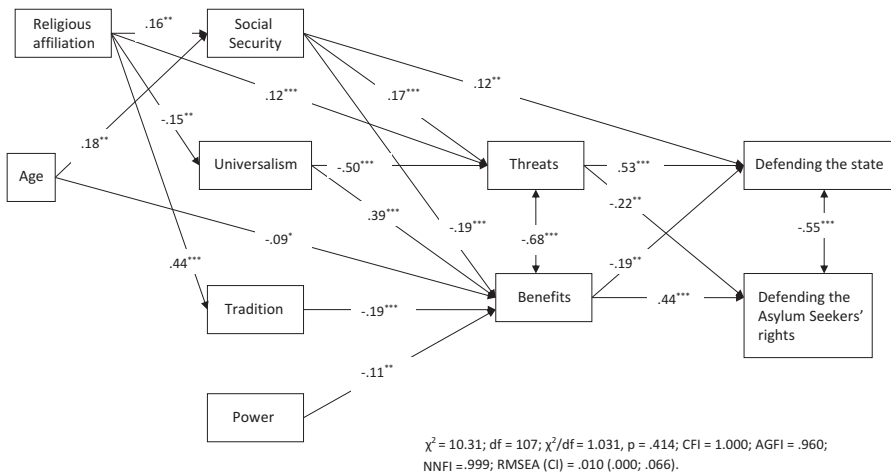 Religious
affiliation
.16**
Social
Security
.12***
.17***
.12**
-.15**
.18**
Age
Universalism
-.50***
Threats
.53***
Defending the state
.39***
-.22**
-.09*
-.19***
-.68***
-.55***
.44***
-.19**
Tradition
-.19***
Benefits
.44***
Defending the
Asylum Seekers'
rights
-.11**
Power
χ² = 10.31; df = 107; χ²/df = 1.031, p = .414; CFI = 1.000; AGFI = .960;
NNFI =.999; RMSEA (CI) = .010 (.000; .066).